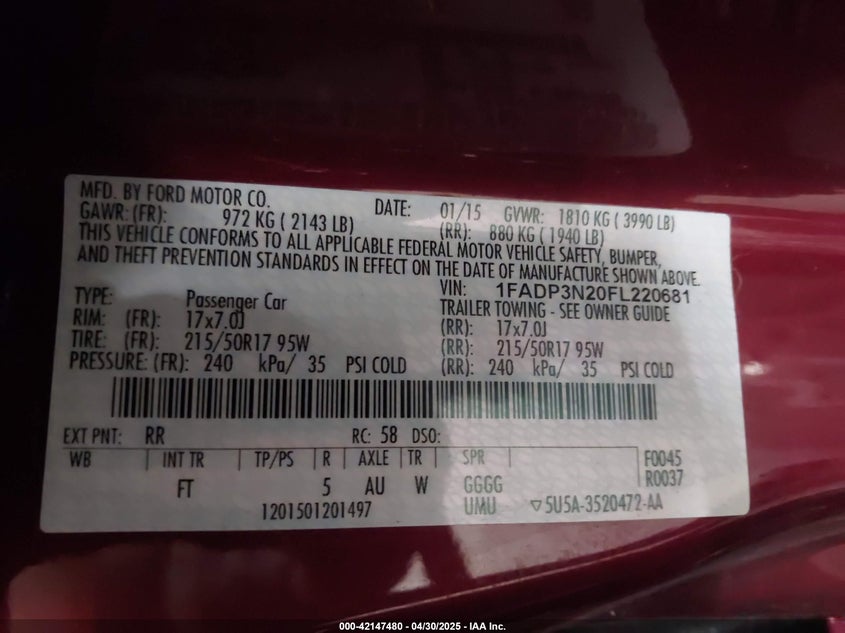 MFD. BY FORD MOTOR CO. DATE: 01/15 GVWR: 1810 KG ( 3990 LB)
GAWR: (FR): 972 KG ( 2143 LB) (RR): 880 KG ( 1940 LB)
THIS VEHICLE CONFORMS TO ALL APPLICABLE FEDERAL MOTOR VEHICLE SAFETY, BUMPER,
AND THEFT PREVENTION STANDARDS IN EFFECT ON THE DATE OF MANUFACTURE SHOWN ABOVE.
VIN: 1FADP3N20FL220681
TYPE: Passenger Car TRAILER TOWING - SEE OWNER GUIDE
RIM: (FR): 17x7.0J (RR): 17x7.0J
TIRE: (FR): 215/50R17 95W (RR): 215/50R17 95W
PRESSURE: (FR): 240 kPa/ 35 PSI COLD (RR): 240 kPa/ 35 PSI COLD
EXT PNT: RR RC: 58 DSO:
WB INT TR TP/PS R AXLE TR SPR F0045
R0037
FT 5 AU W GGGG
1201501201497 UMU ▽5U5A-3520472-AA
000-42147480 - 04/30/2025 - IAA Inc.